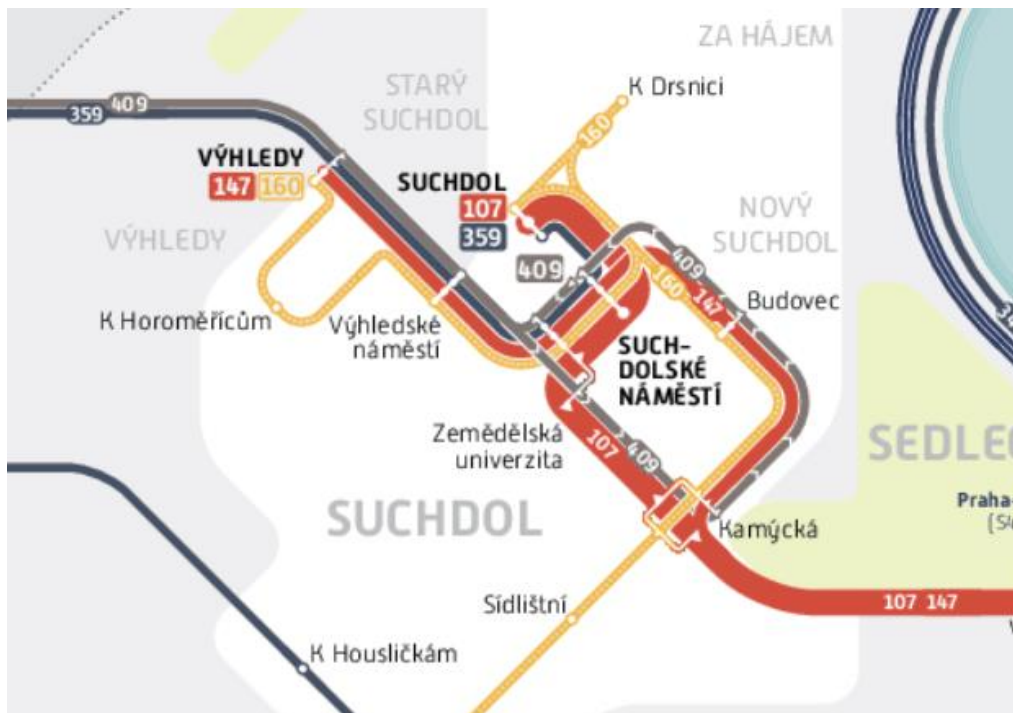 ZA HÁJEM
STARÝ
SUCHDOL
K Drsnici
359
409
160
VÝHLEDY
147 160
SUCHDOL
107
359
NOVÝ
SUCHDOL
VÝHLEDY
409
409
147
160
Budovec
K Horoměřicům
Výhledské
náměstí
SUCH-
DOLSKÉ
NÁMĚSTÍ
Zemědělská
univerzita
107
409
SEDLEC
Praha-
(S4
SUCHDOL
Kamýcká
Sídlištní
107 147
K Housličkám